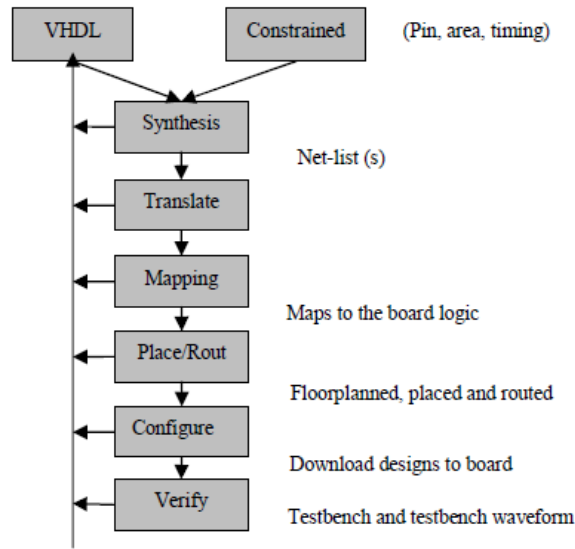 VHDL
Constrained
(Pin, area, timing)
Synthesis
Net-list (s)
Translate
Mapping
Maps to the board logic
Place/Rout
Floorplanned, placed and routed
Configure
Download designs to board
Verify
Testbench and testbench waveform